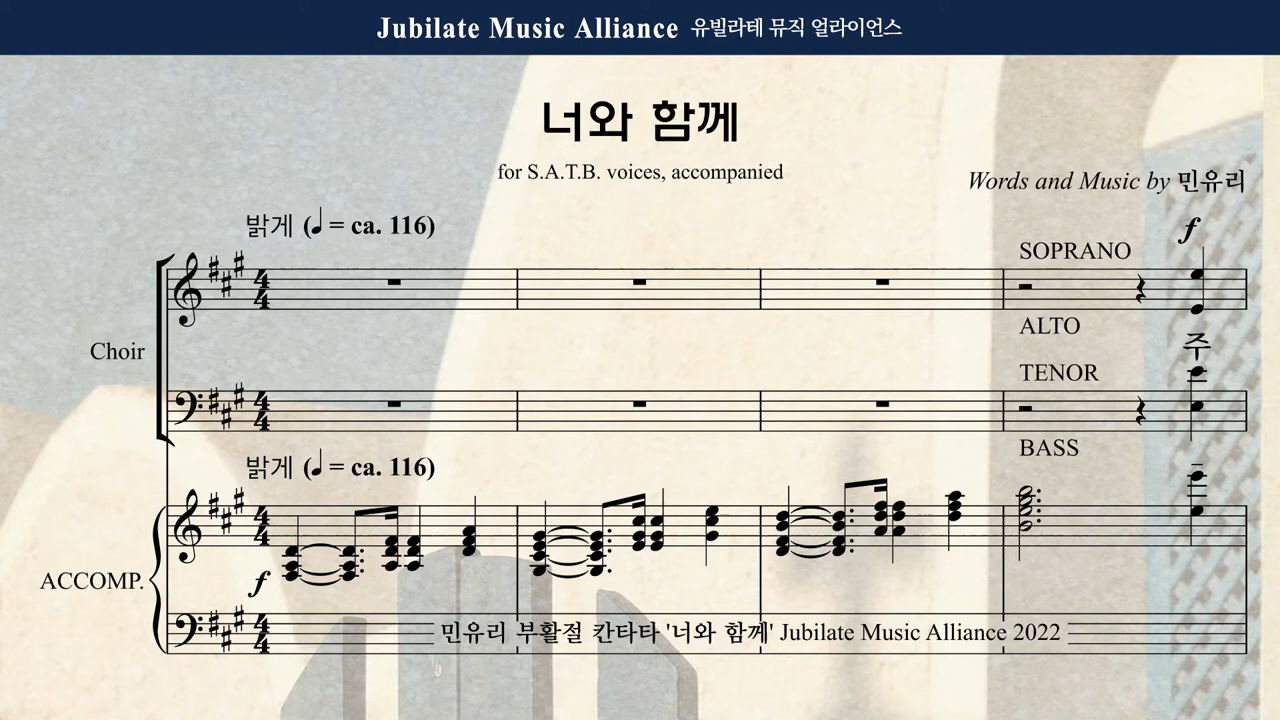 Jubilate Music Alliance 유빌라테 뮤직 얼라이언스
너와 함께
for S.A.T.B. voices, accompanied
Words and Music by 민유리
밝게 (♩ = ca. 116)
f
SOPRANO
ALTO
Choir
주
TENOR
BASS
밝게 (♩ = ca. 116)
ACCOMP.
f
민유리 부활절 칸타타 '너와 함께' Jubilate Music Alliance 2022